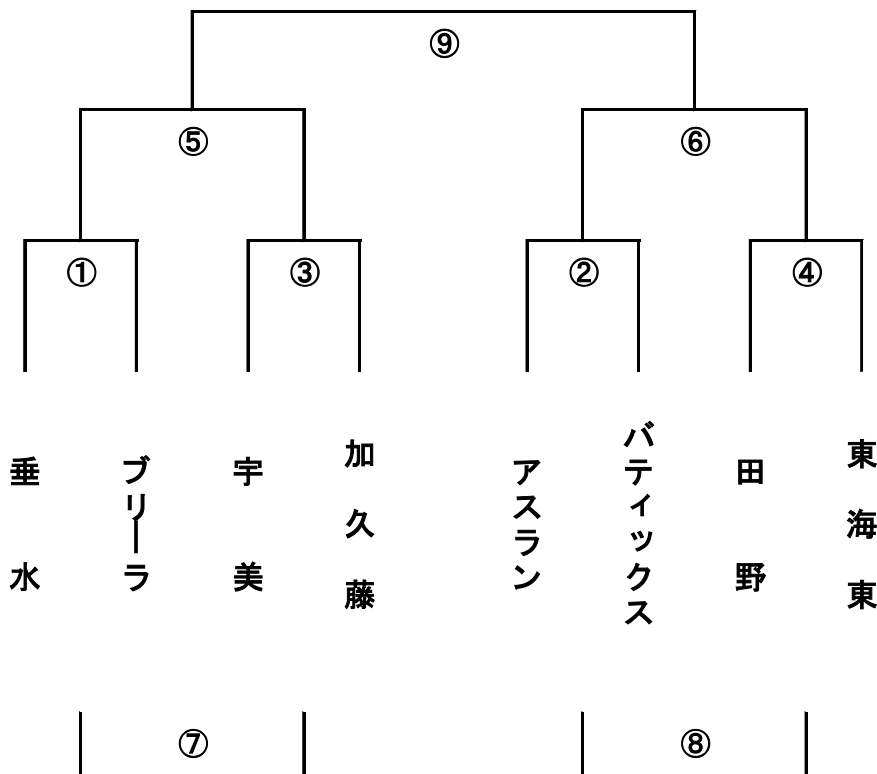 ⑨
⑤
⑥
①
③
②
④
垂水
ブリーラ
宇美
加久藤
アスラン
バティックス
田野
東海東
⑦
⑧